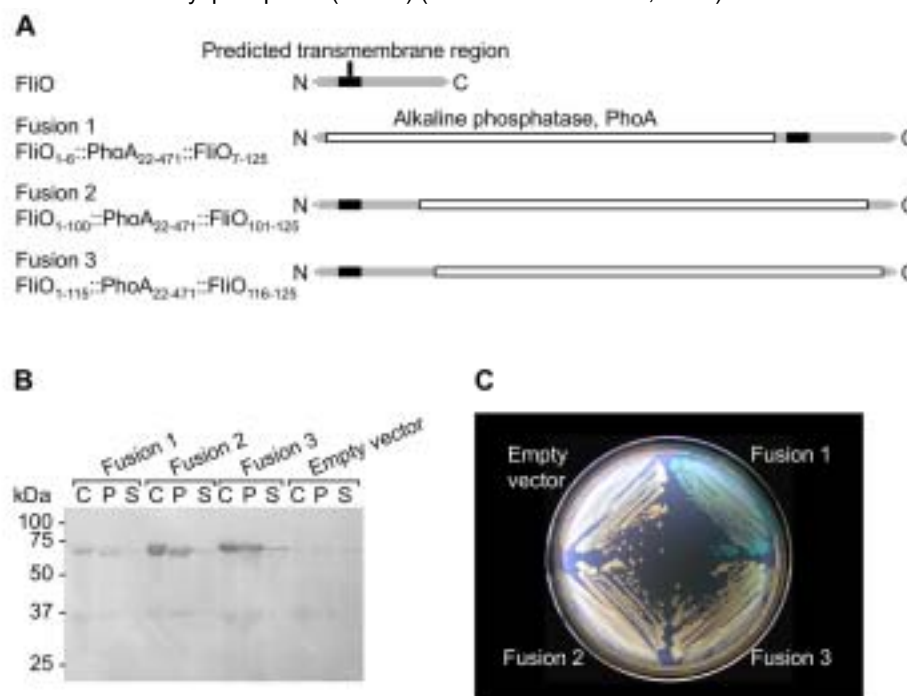 A
Predicted transmembrane region
FliO N C
Fusion 1
Alkaline phosphatase, PhoA
FliO1-6::PhoA22-471::FliO7-125
N
Fusion 2
FliO1-100::PhoA22-471::FliO101-125
N
Fusion 3
FliO1-115::PhoA22-471::FliO116-125
N
B
Fusion 1 Fusion 2 Fusion 3 Empty vector
kDa C P S C P S C P S C P S
100
75
50
37
25
C
Empty
vector
Fusion 1
Fusion 2
Fusion 3